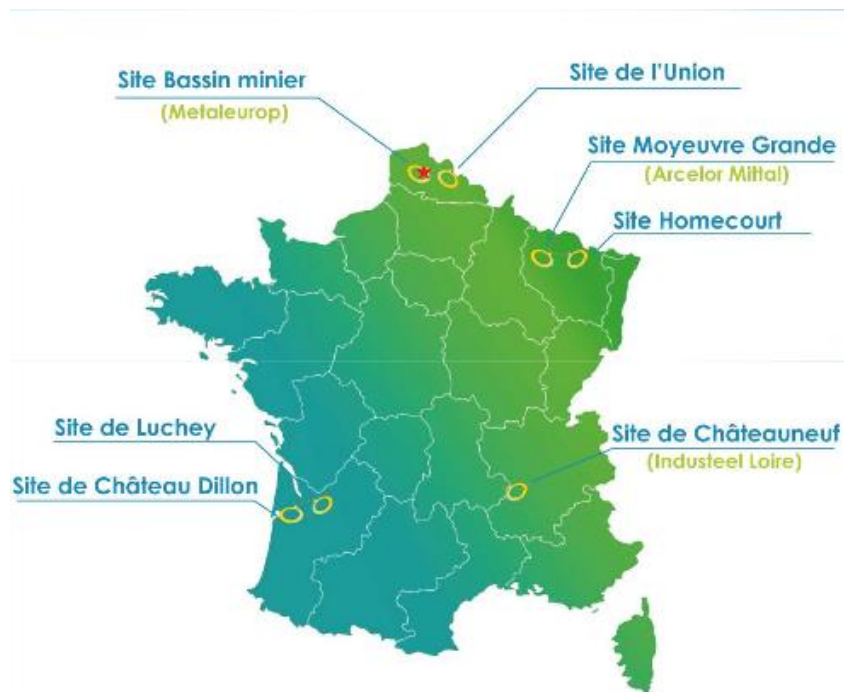 Site Bassin minier
(Metaleurop)
Site de l'Union
Site Moyeuvre Grande
(Arcelor Mittal)
Site Homecourt
Site de Luchey
Site de Château Dillon
Site de Châteauneuf
(Industeel Loire)